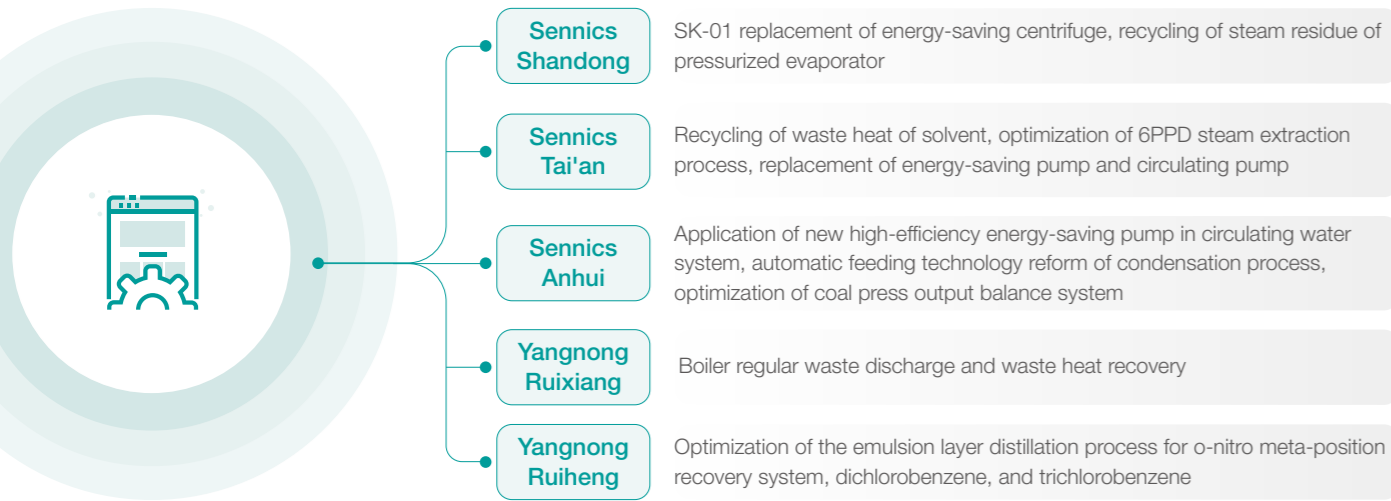 Sennics
Shandong
SK-01 replacement of energy-saving centrifuge, recycling of steam residue of
pressurized evaporator
Sennics
Tai'an
Recycling of waste heat of solvent, optimization of 6PPD steam extraction
process, replacement of energy-saving pump and circulating pump
Sennics
Anhui
Application of new high-efficiency energy-saving pump in circulating water
system, automatic feeding technology reform of condensation process,
optimization of coal press output balance system
Yangnong
Ruixiang
Boiler regular waste discharge and waste heat recovery
Yangnong
Ruiheng
Optimization of the emulsion layer distillation process for o-nitro meta-position
recovery system, dichlorobenzene, and trichlorobenzene